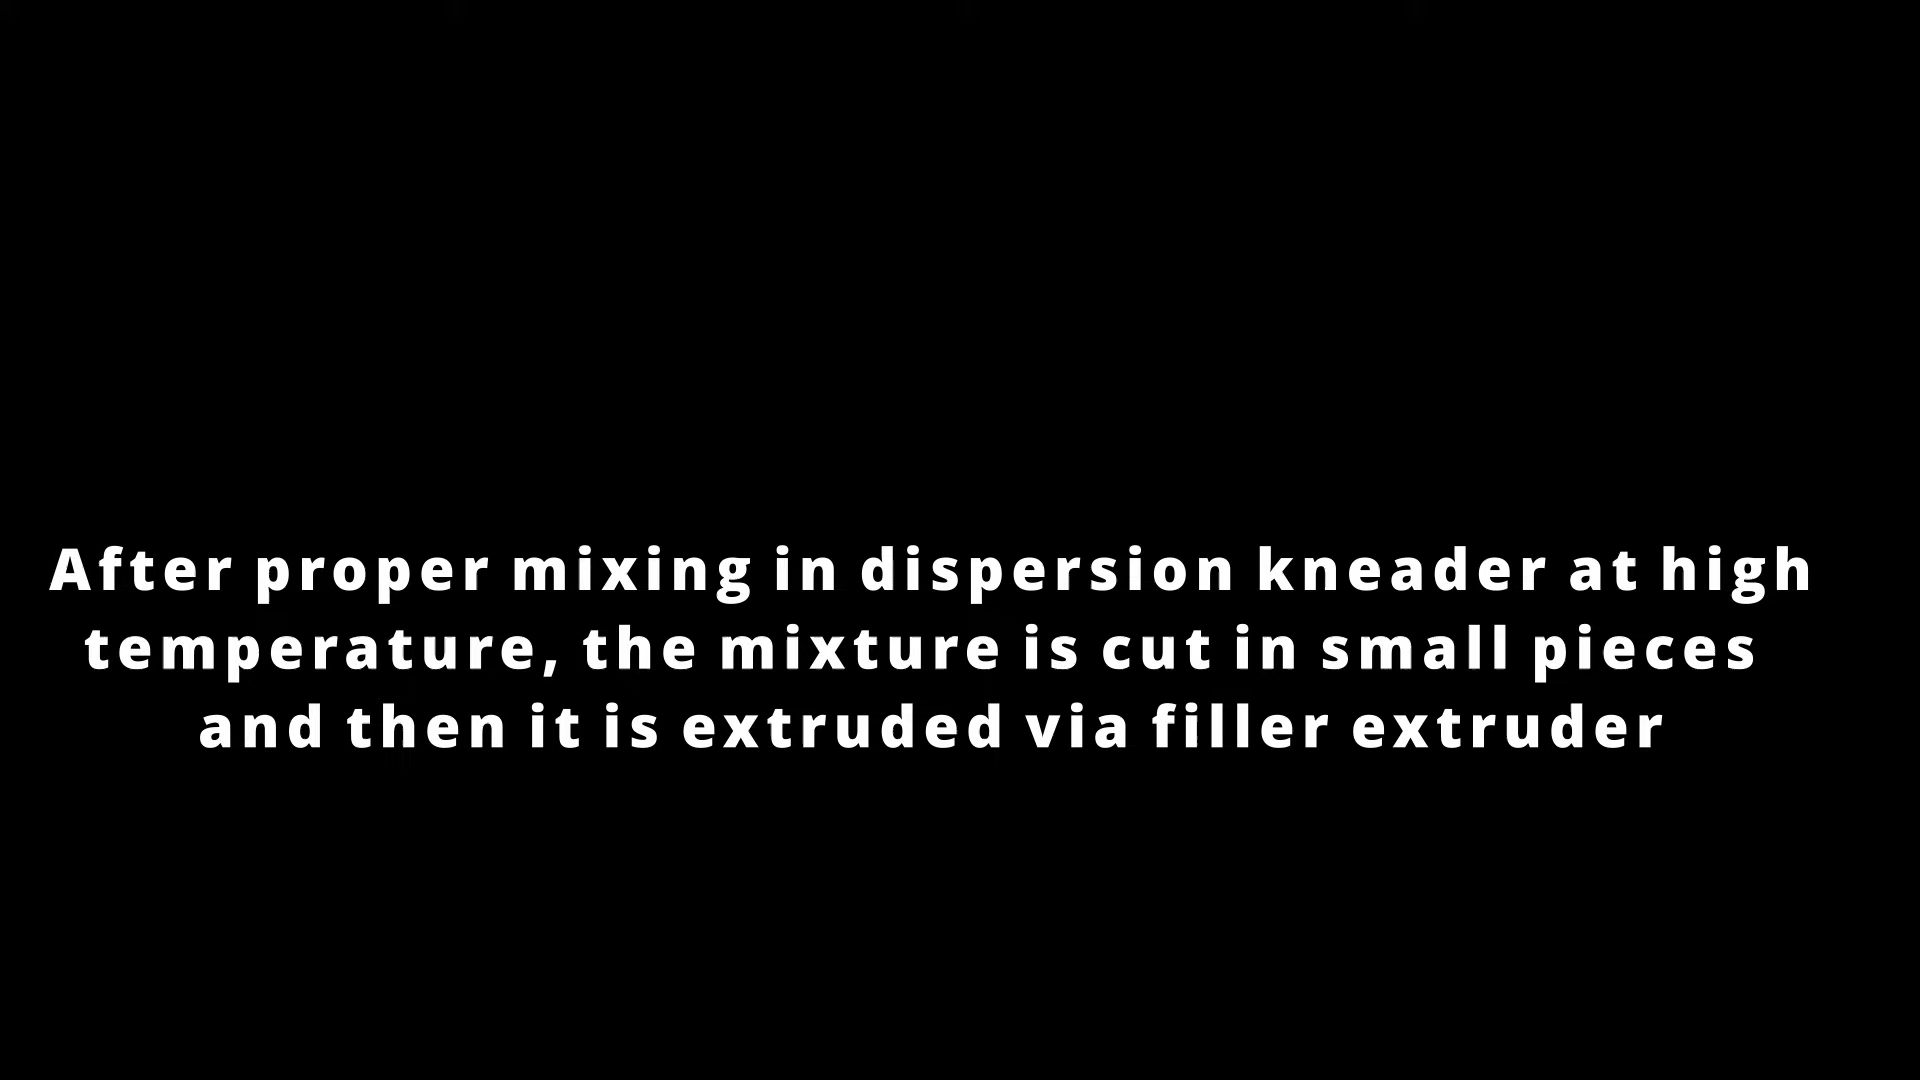 After proper mixing in dispersion kneader at high
temperature, the mixture is cut in small pieces
and then it is extruded via filler extruder